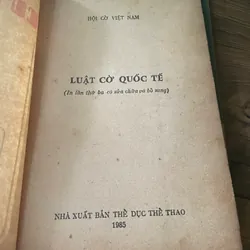 HỘI CỜ VIỆT NAM
LUẬT CỜ QUỐC TẾ
(In lần thứ ba có sửa chữa và bổ sung)
NHÀ XUẤT BẢN THỂ DỤC THỂ THAO
1985